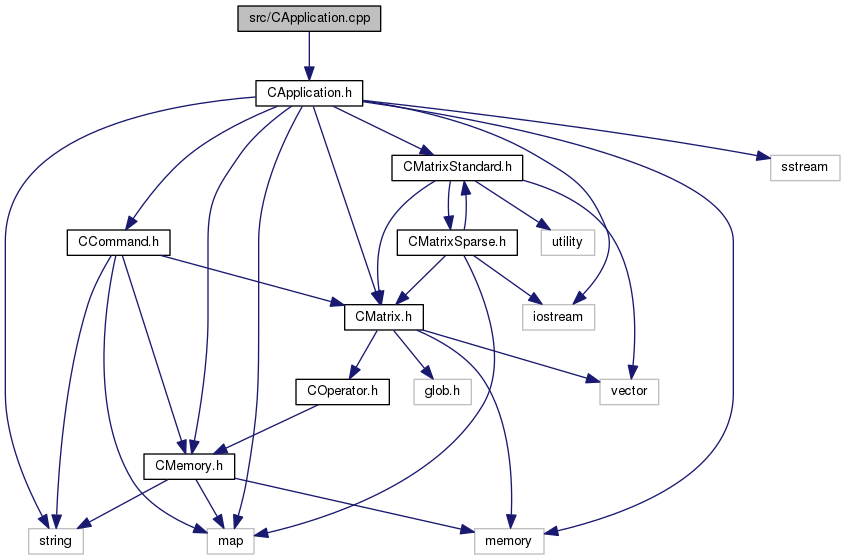 src/CApplication.cpp
CApplication.h
CMatrixStandard.h
sstream
CCommand.h
CMatrixSparse.h
utility
CMatrix.h
iostream
COperator.h
glob.h
vector
CMemory.h
string
map
memory